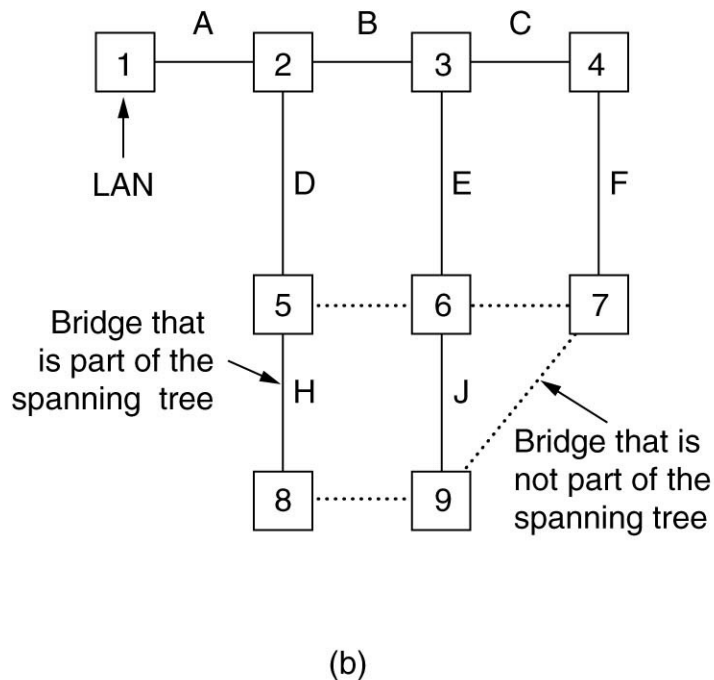 A B C
1 2 3 4
LAN
D E F
5 6 7
Bridge that
is part of the
spanning tree
H J
Bridge that is
not part of the
spanning tree
8 9
(b)